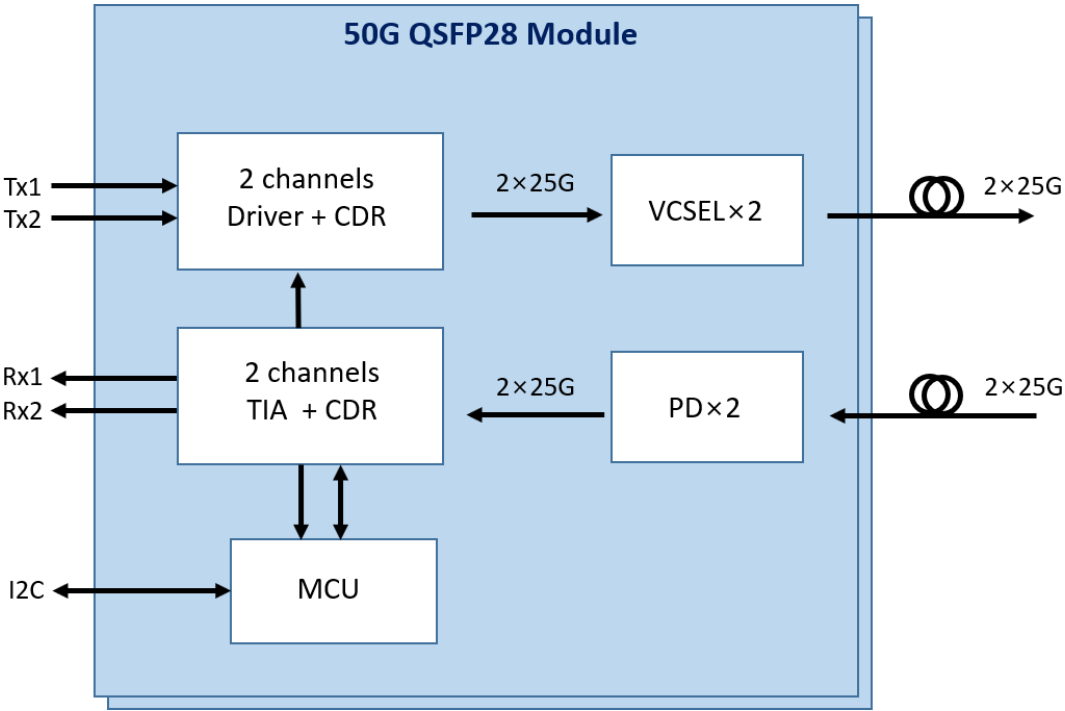 50G QSFP28 Module
Tx1
Tx2
2 channels
Driver + CDR
2×25G
VCSEL×2
2×25G
Rx1
Rx2
2 channels
TIA + CDR
2×25G
PD×2
2×25G
I2C
MCU